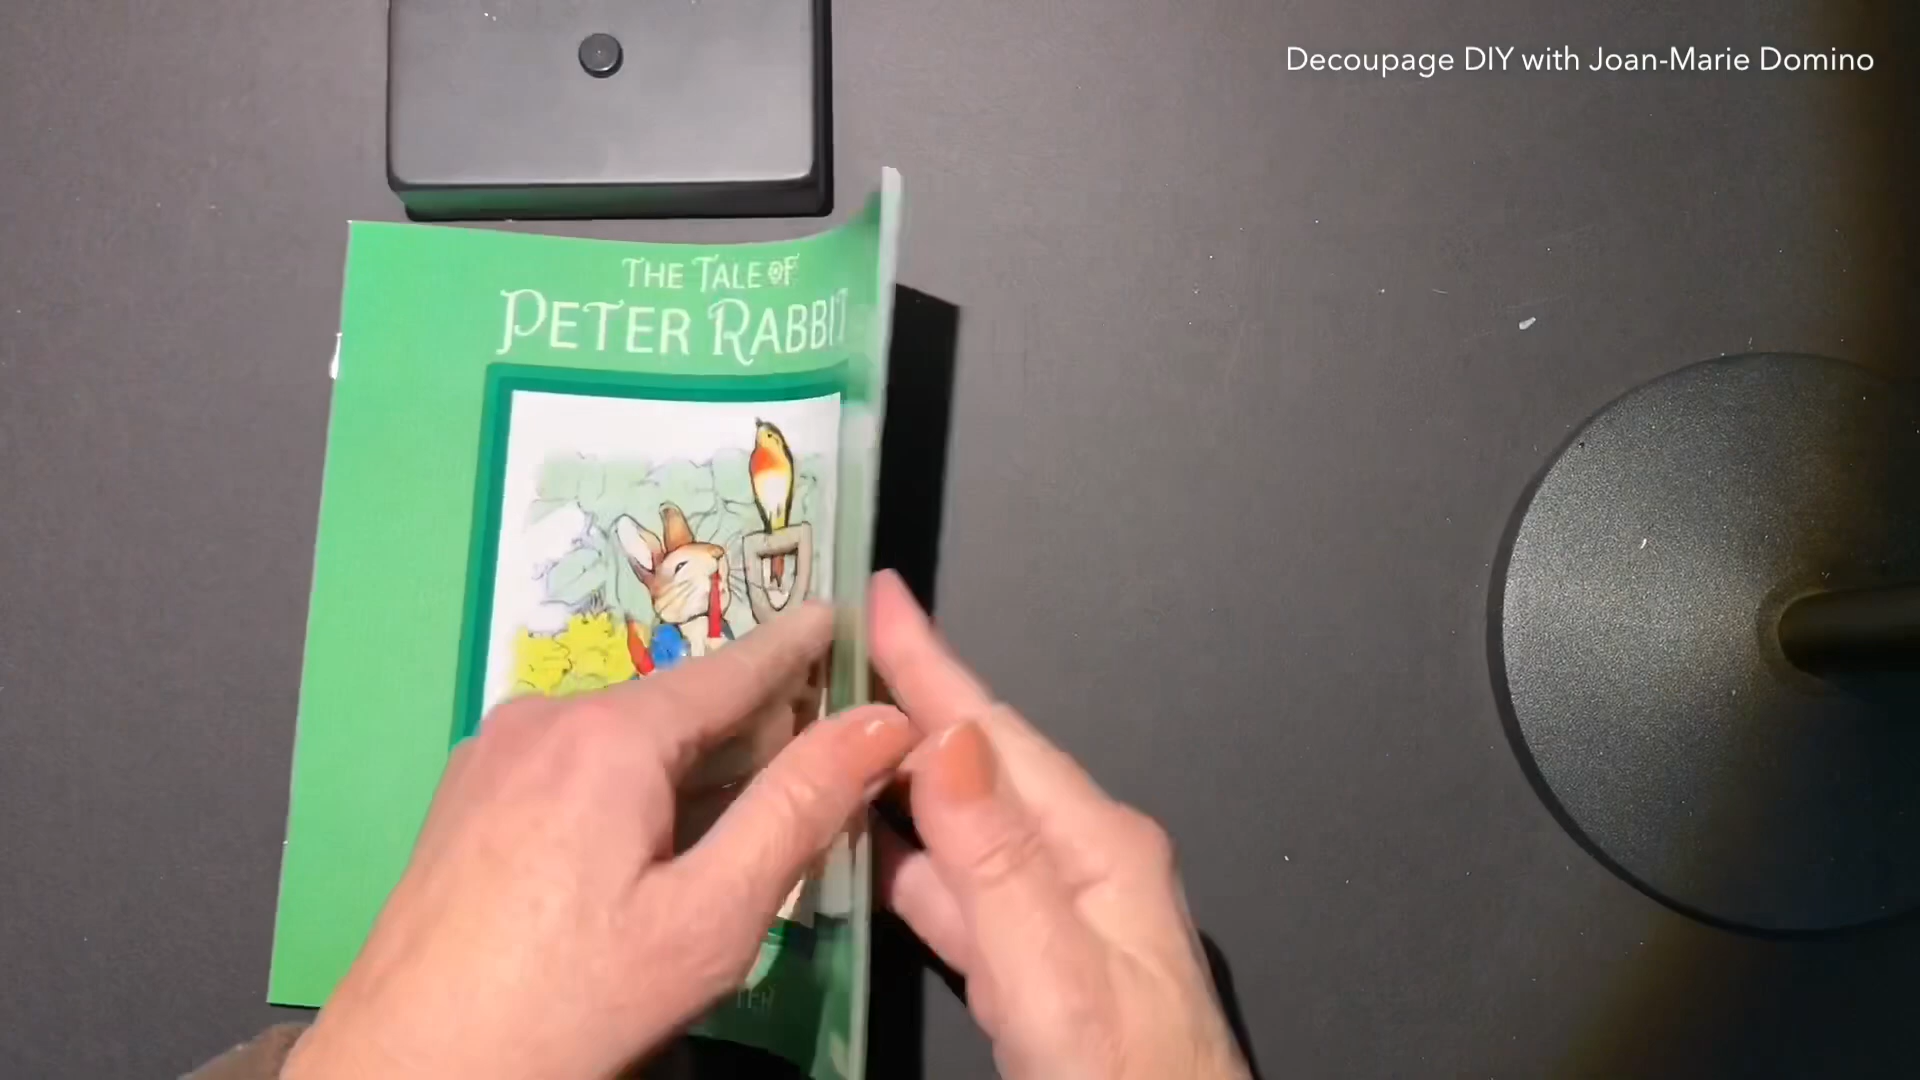 Decoupage DIY with Joan-Marie Domino
THE TALE OF
PETER RABBIT